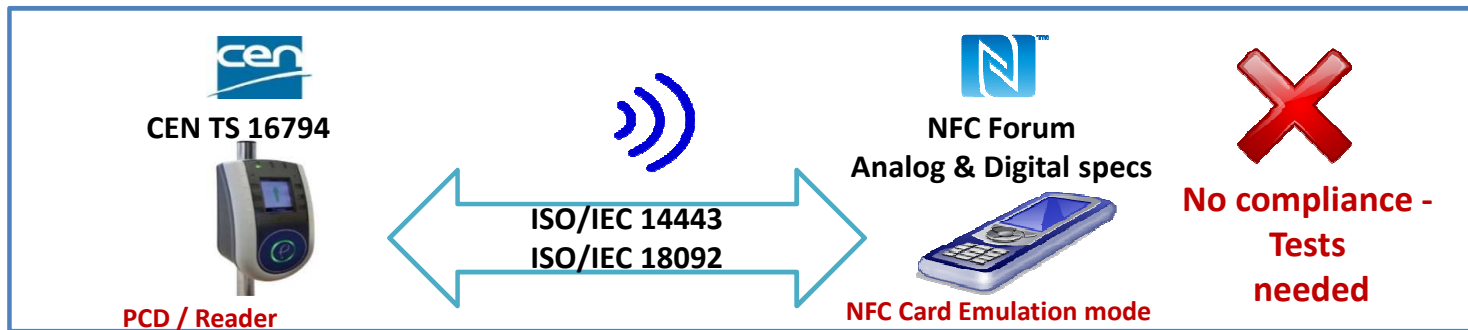 cen
CEN TS 16794
PCD / Reader
ISO/IEC 14443
ISO/IEC 18092
N™
NFC Forum
Analog & Digital specs
NFC Card Emulation mode
No compliance -
Tests
needed